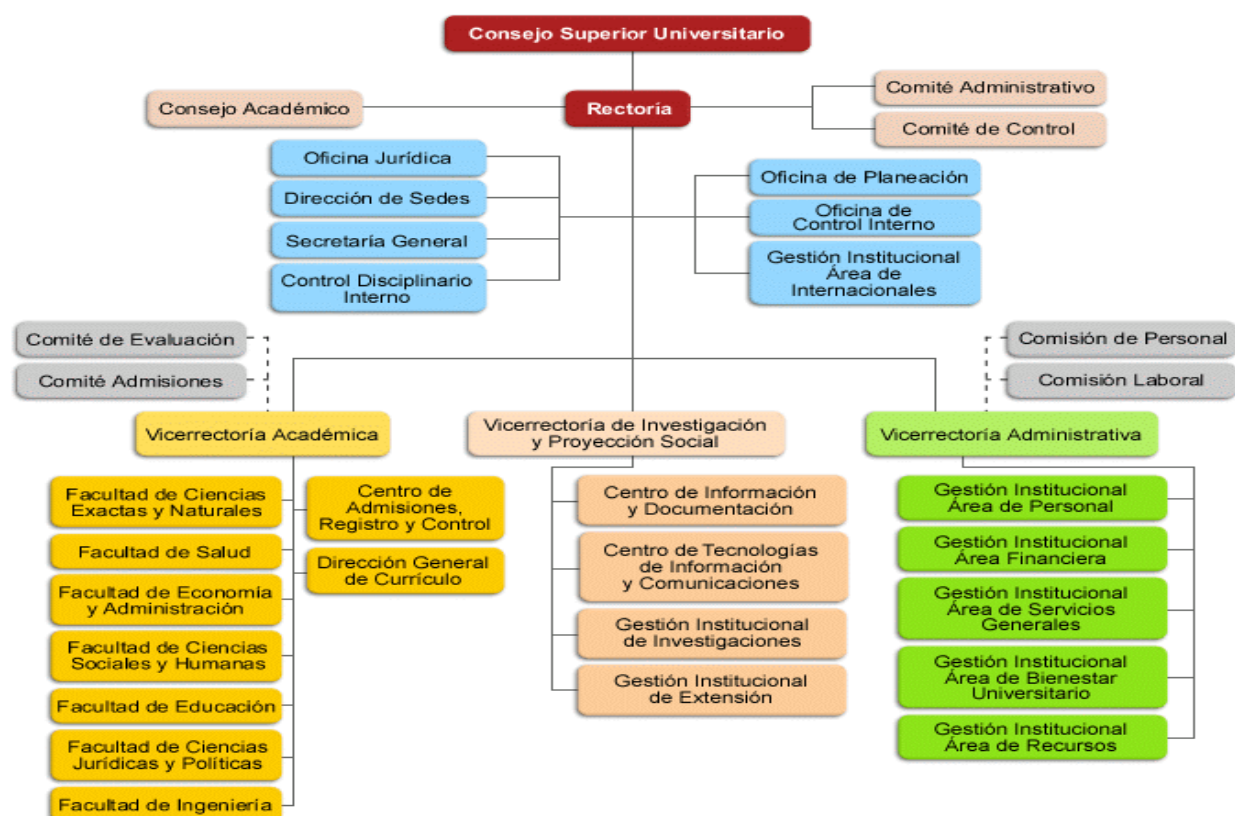 Consejo Superior Universitario
Consejo Académico
Rectoría
Comité Administrativo
Comité de Control
Oficina Jurídica
Dirección de Sedes
Secretaría General
Control Disciplinario
Interno
Oficina de Planeación
Oficina de
Control Interno
Gestión Institucional
Área de
Internacionales
Comité de Evaluación
Comité Admisiones
Comisión de Personal
Comisión Laboral
Vicerrectoría Académica
Vicerrectoría de Investigación
y Proyección Social
Vicerrectoría Administrativa
Facultad de Ciencias
Exactas y Naturales
Facultad de Salud
Facultad de Economía
y Administración
Facultad de Ciencias
Sociales y Humanas
Facultad de Educación
Facultad de Ciencias
Jurídicas y Políticas
Facultad de Ingeniería
Centro de
Admisiones,
Registro y Control
Dirección General
de Currículo
Centro de Información
y Documentación
Centro de Tecnologías
de Información
y Comunicaciones
Gestión Institucional
de Investigaciones
Gestión Institucional
de Extensión
Gestión Institucional
Área de Personal
Gestión Institucional
Área Financiera
Gestión Institucional
Área de Servicios
Generales
Gestión Institucional
Área de Bienestar
Universitario
Gestión Institucional
Área de Recursos